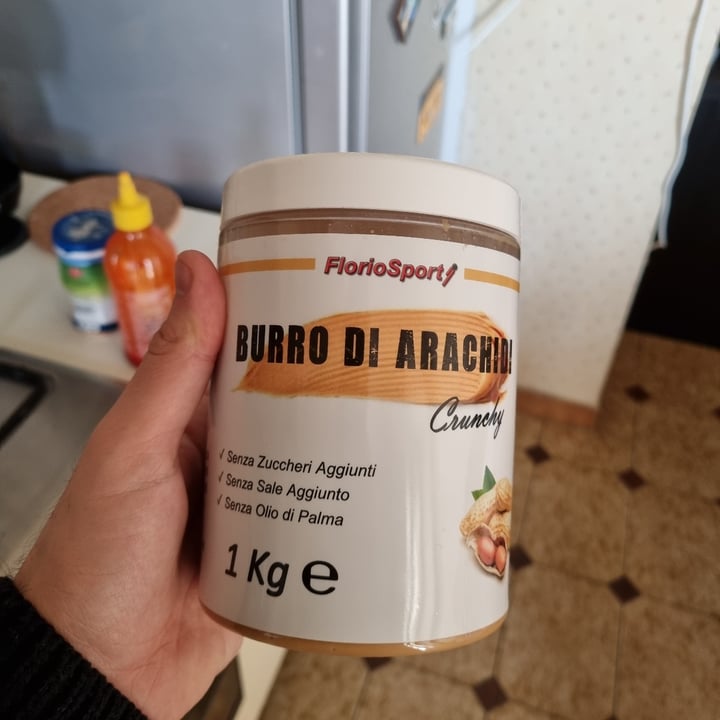 FlorioSport
BURRO DI ARACHIDI
Crunchy
✓ Senza Zuccheri Aggiunti
✓ Senza Sale Aggiunto
✓ Senza Olio di Palma
1 Kg ℮